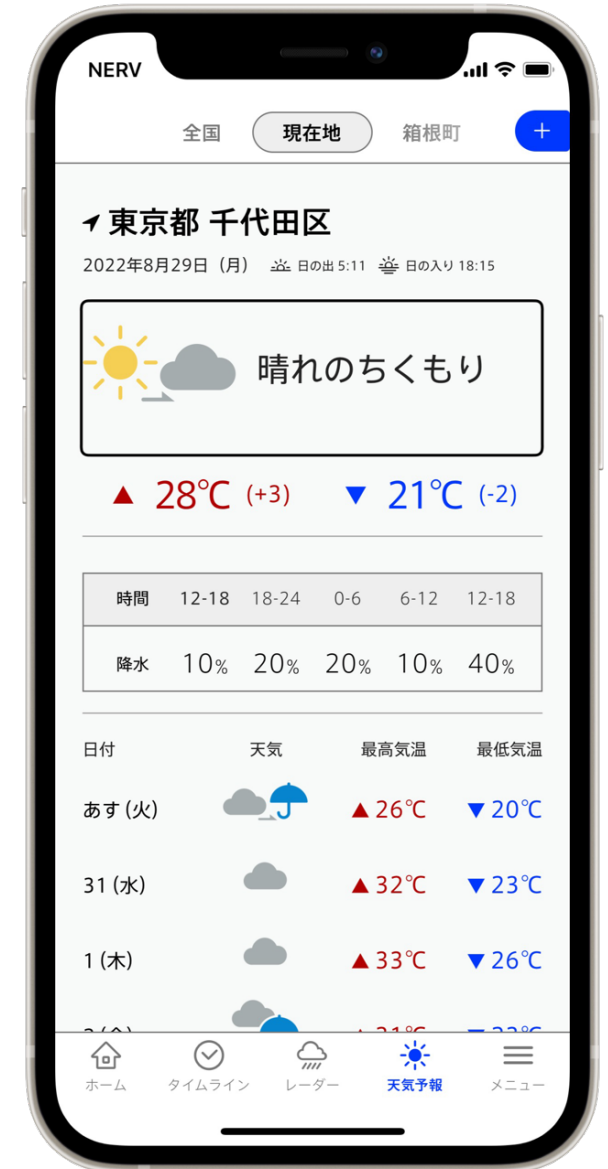 NERV
全国 現在地 箱根町 +
東京都 千代田区
2022年8月29日（月） 日の出 5:11 日の入り 18:15
晴れのちくもり
▲ 28℃ (+3) ▼ 21℃ (-2)
時間 12-18 18-24 0-6 6-12 12-18
降水 10% 20% 20% 10% 40%
日付 天気 最高気温 最低気温
あす (火) ▲ 26℃ ▼ 20℃
31 (水) ▲ 32℃ ▼ 23℃
1 (木) ▲ 33℃ ▼ 26℃
ホーム タイムライン レーダー 天気予報 メニュー